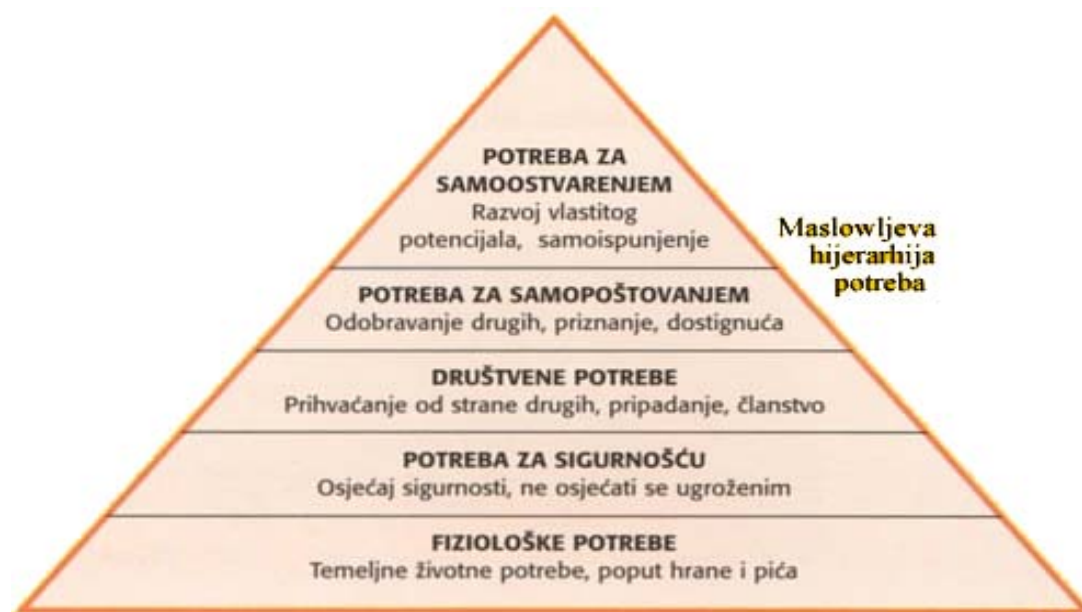 POTREBA ZA
SAMOOSTVARENJEM
Razvoj vlastitog
potencijala, samoispunjenje
Maslowljeva
hijerarhija
potreba
POTREBA ZA SAMOPOŠTOVANJEM
Odobravanje drugih, priznanje, dostignuća
DRUŠTVENE POTREBE
Prihvaćanje od strane drugih, pripadanje, članstvo
POTREBA ZA SIGURNOŠĆU
Osjećaj sigurnosti, ne osjećati se ugroženim
FIZIOLOŠKE POTREBE
Temeljne životne potrebe, poput hrane i pića